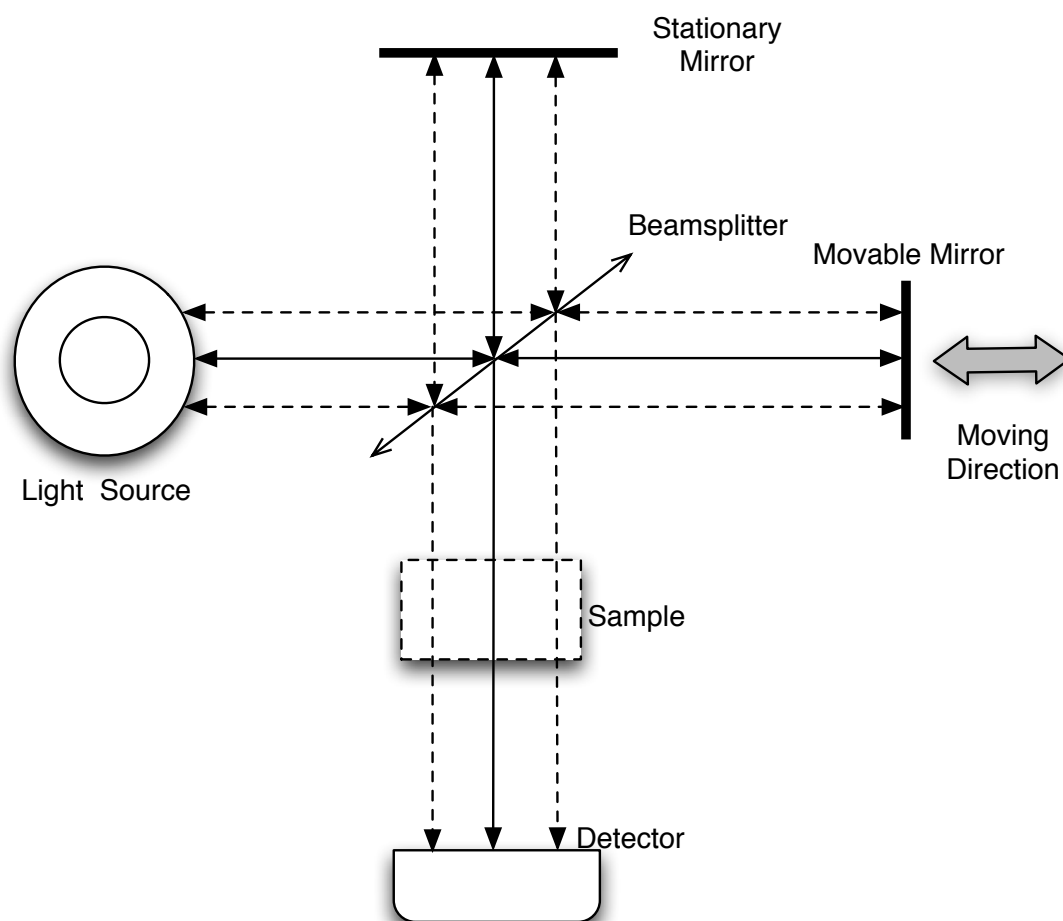 Stationary
Mirror
Beamsplitter
Movable Mirror
Moving
Direction
Light Source
Sample
Detector